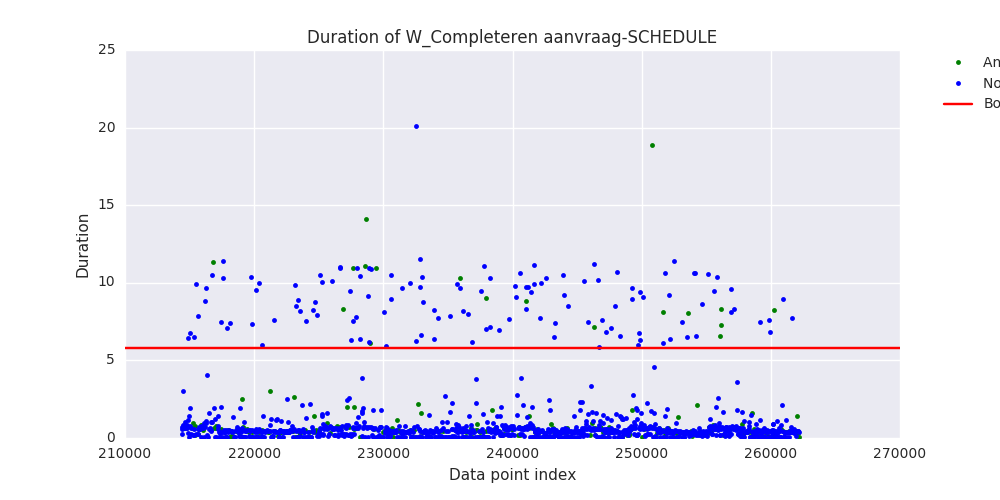 Duration of W_Completeren aanvraag-SCHEDULE
25
20
15
10
5
0
Duration
210000 220000 230000 240000 250000 260000 270000
Data point index
An
No
Bo